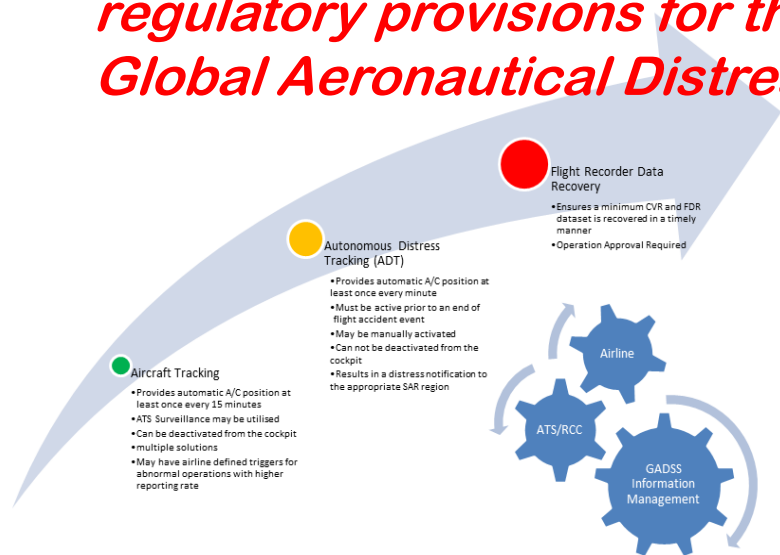 regulatory provisions for
Global Aeronautical
Flight Recorder Data
Recovery
•Ensures a minimum CVR and FDR
dataset is recovered in a timely
manner
•Operation Approval Required
Autonomous Distress
Tracking (ADT)
•Provides automatic A/C position at
least once every minute
•Must be active prior to an end of
flight accident event
•May be manually activated
•Can not be deactivated from the
cockpit
•Results in a distress notification to
the appropriate SAR region
Aircraft Tracking
•Provides automatic A/C position at
least once every 15 minutes
•ATS Surveillance may be utilised
•Can be deactivated from the cockpit
•multiple solutions
•May have airline defined triggers for
abnormal operations with higher
reporting rate
Airline
ATS/RCC
GADSS
Information
Management